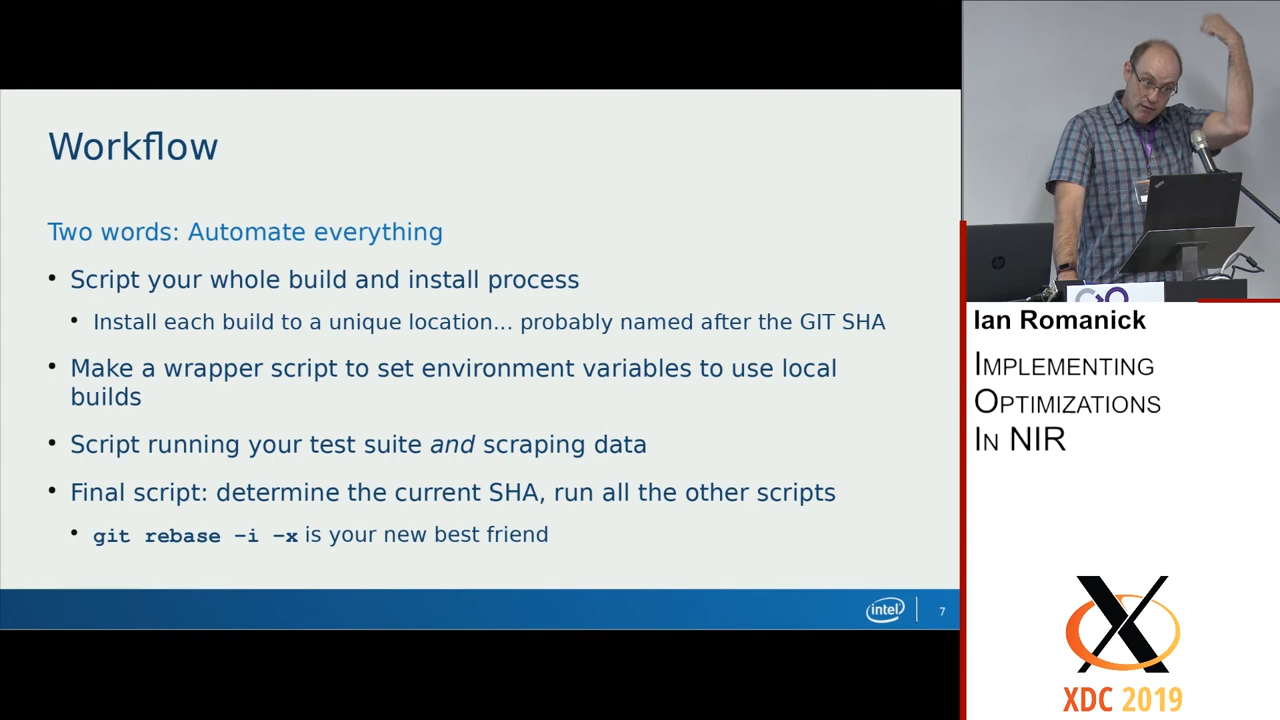 Workflow
Two words: Automate everything
• Script your whole build and install process
• Install each build to a unique location... probably named after the GIT SHA
• Make a wrapper script to set environment variables to use local
builds
• Script running your test suite and scraping data
• Final script: determine the current SHA, run all the other scripts
• git rebase –i –x is your new best friend
intel
7
hp
Ian Romanick
IMPLEMENTING
OPTIMIZATIONS
IN NIR
X
XDC 2019